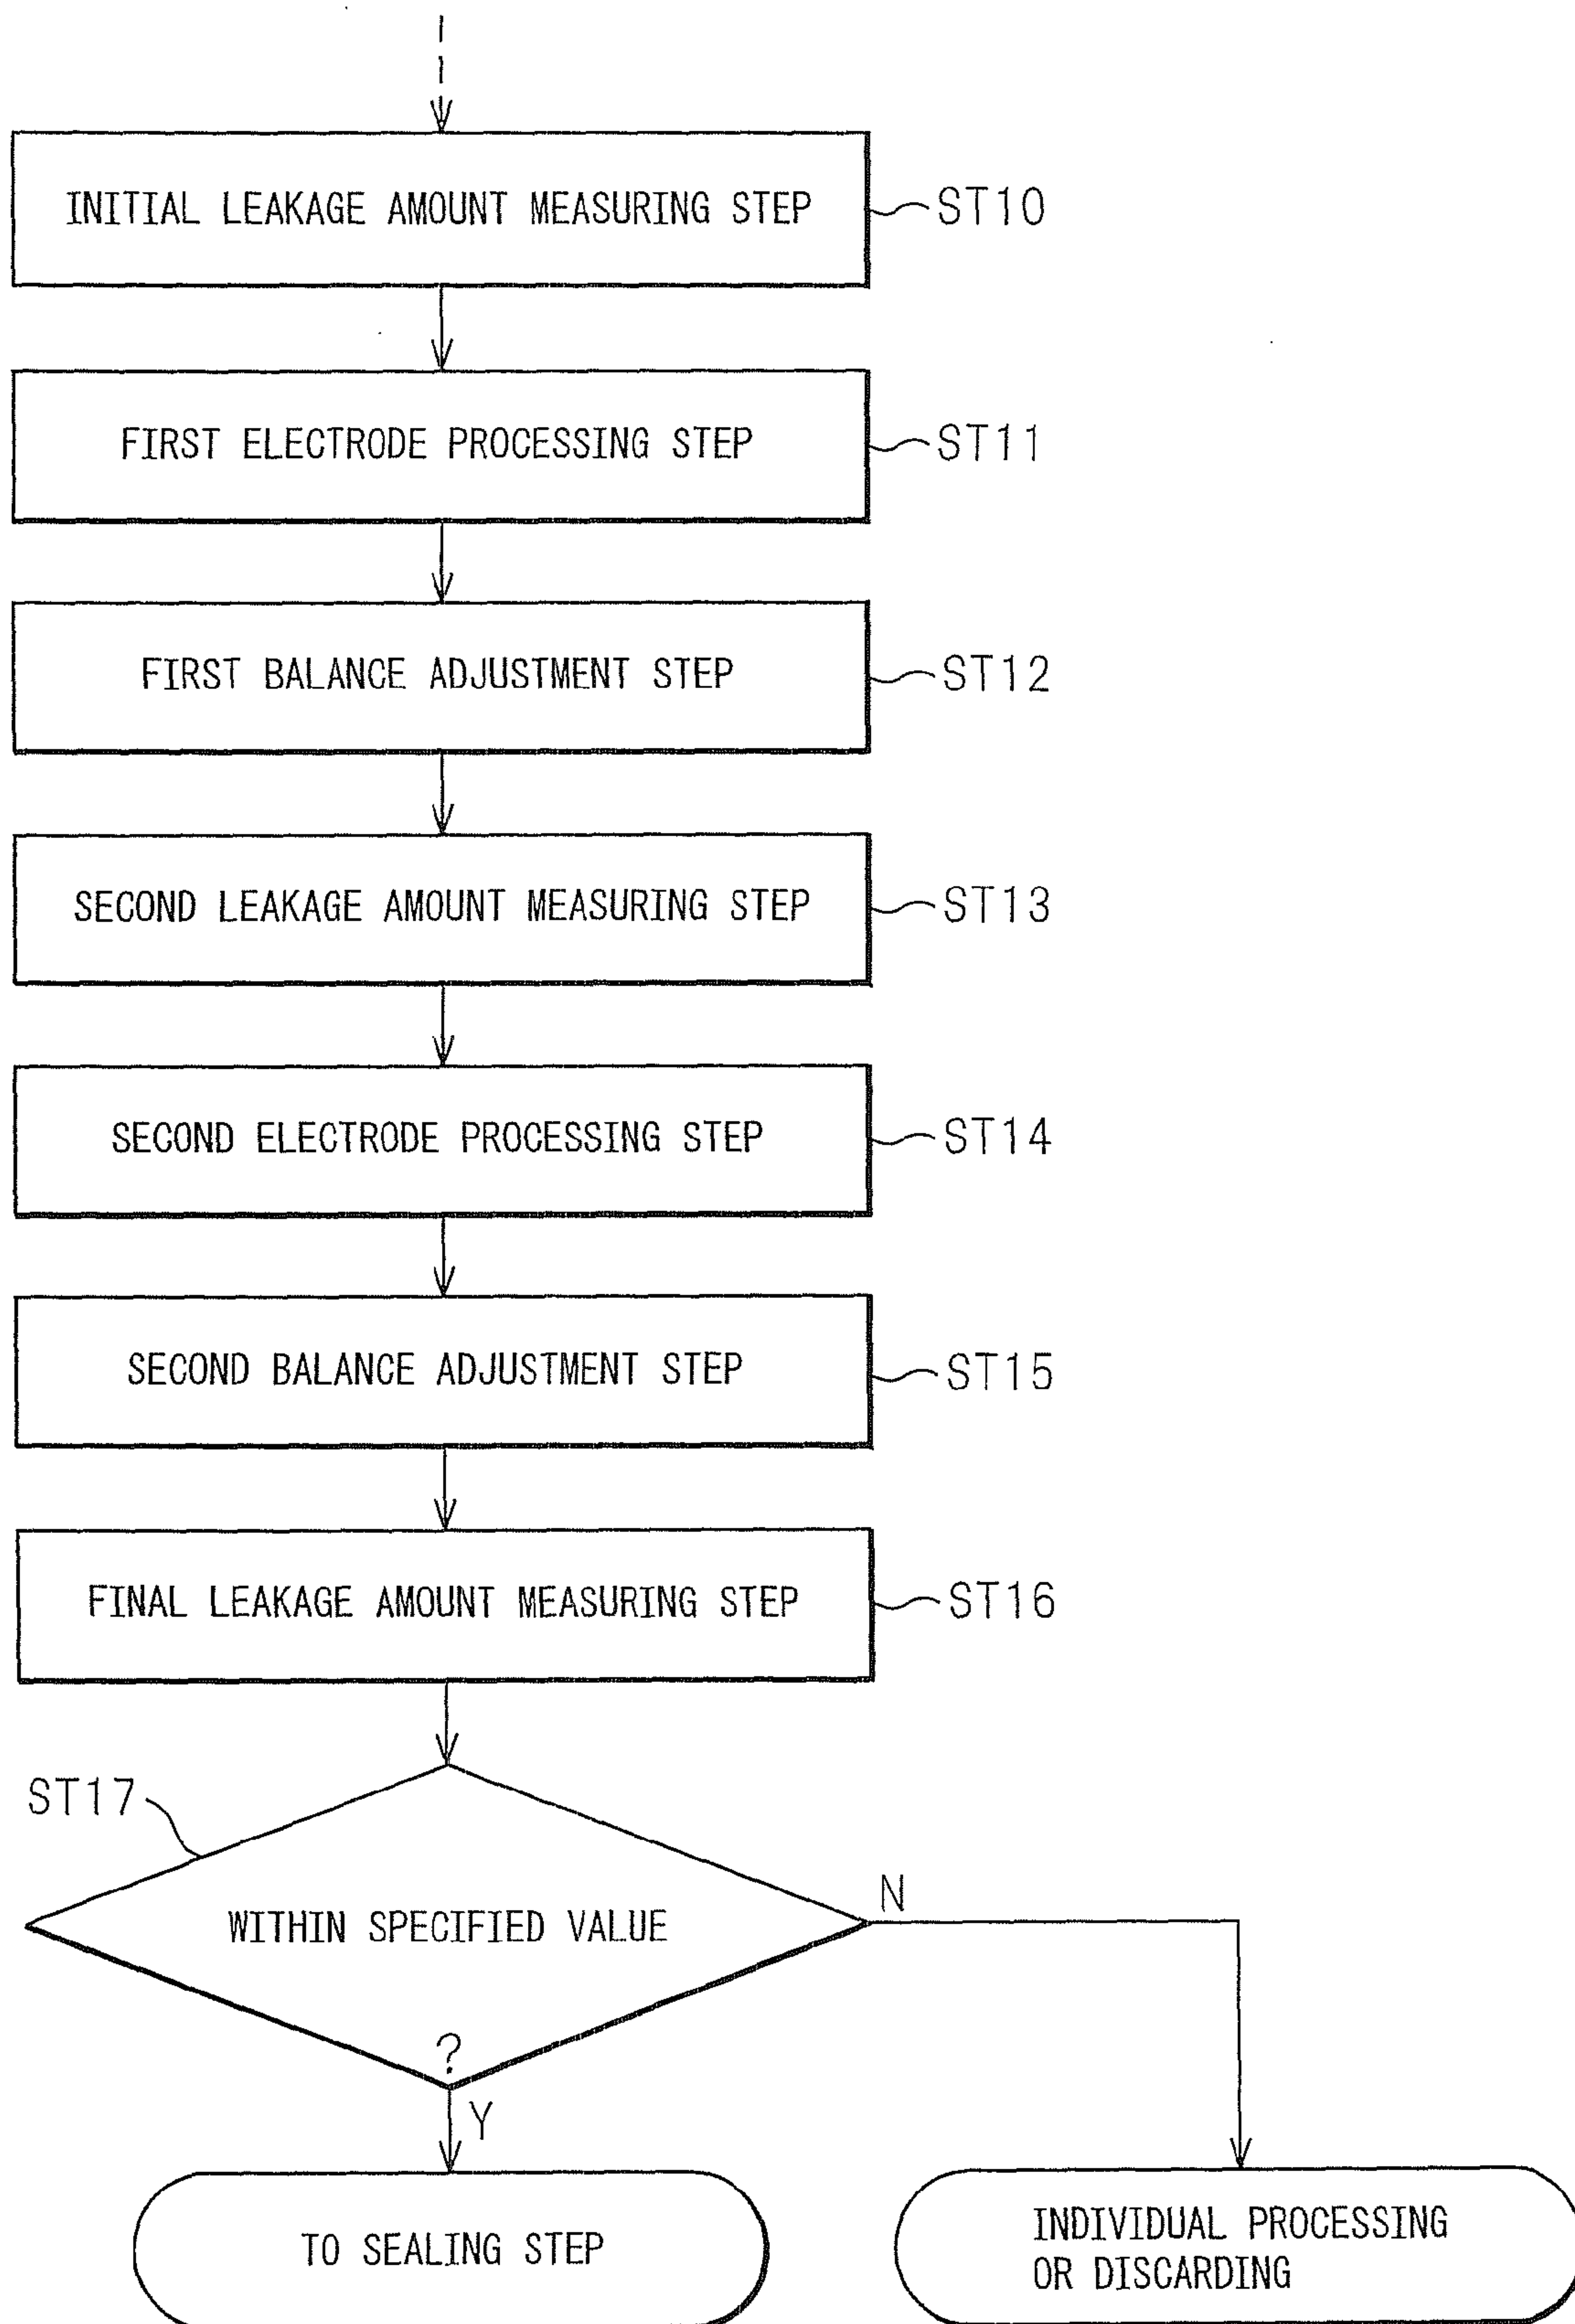 INITIAL LEAKAGE AMOUNT MEASURING STEP
ST10
FIRST ELECTRODE PROCESSING STEP
ST11
FIRST BALANCE ADJUSTMENT STEP
ST12
SECOND LEAKAGE AMOUNT MEASURING STEP
ST13
SECOND ELECTRODE PROCESSING STEP
ST14
SECOND BALANCE ADJUSTMENT STEP
ST15
FINAL LEAKAGE AMOUNT MEASURING STEP
ST16
ST17
WITHIN SPECIFIED VALUE
?
N
Y
TO SEALING STEP
INDIVIDUAL PROCESSING
OR DISCARDING